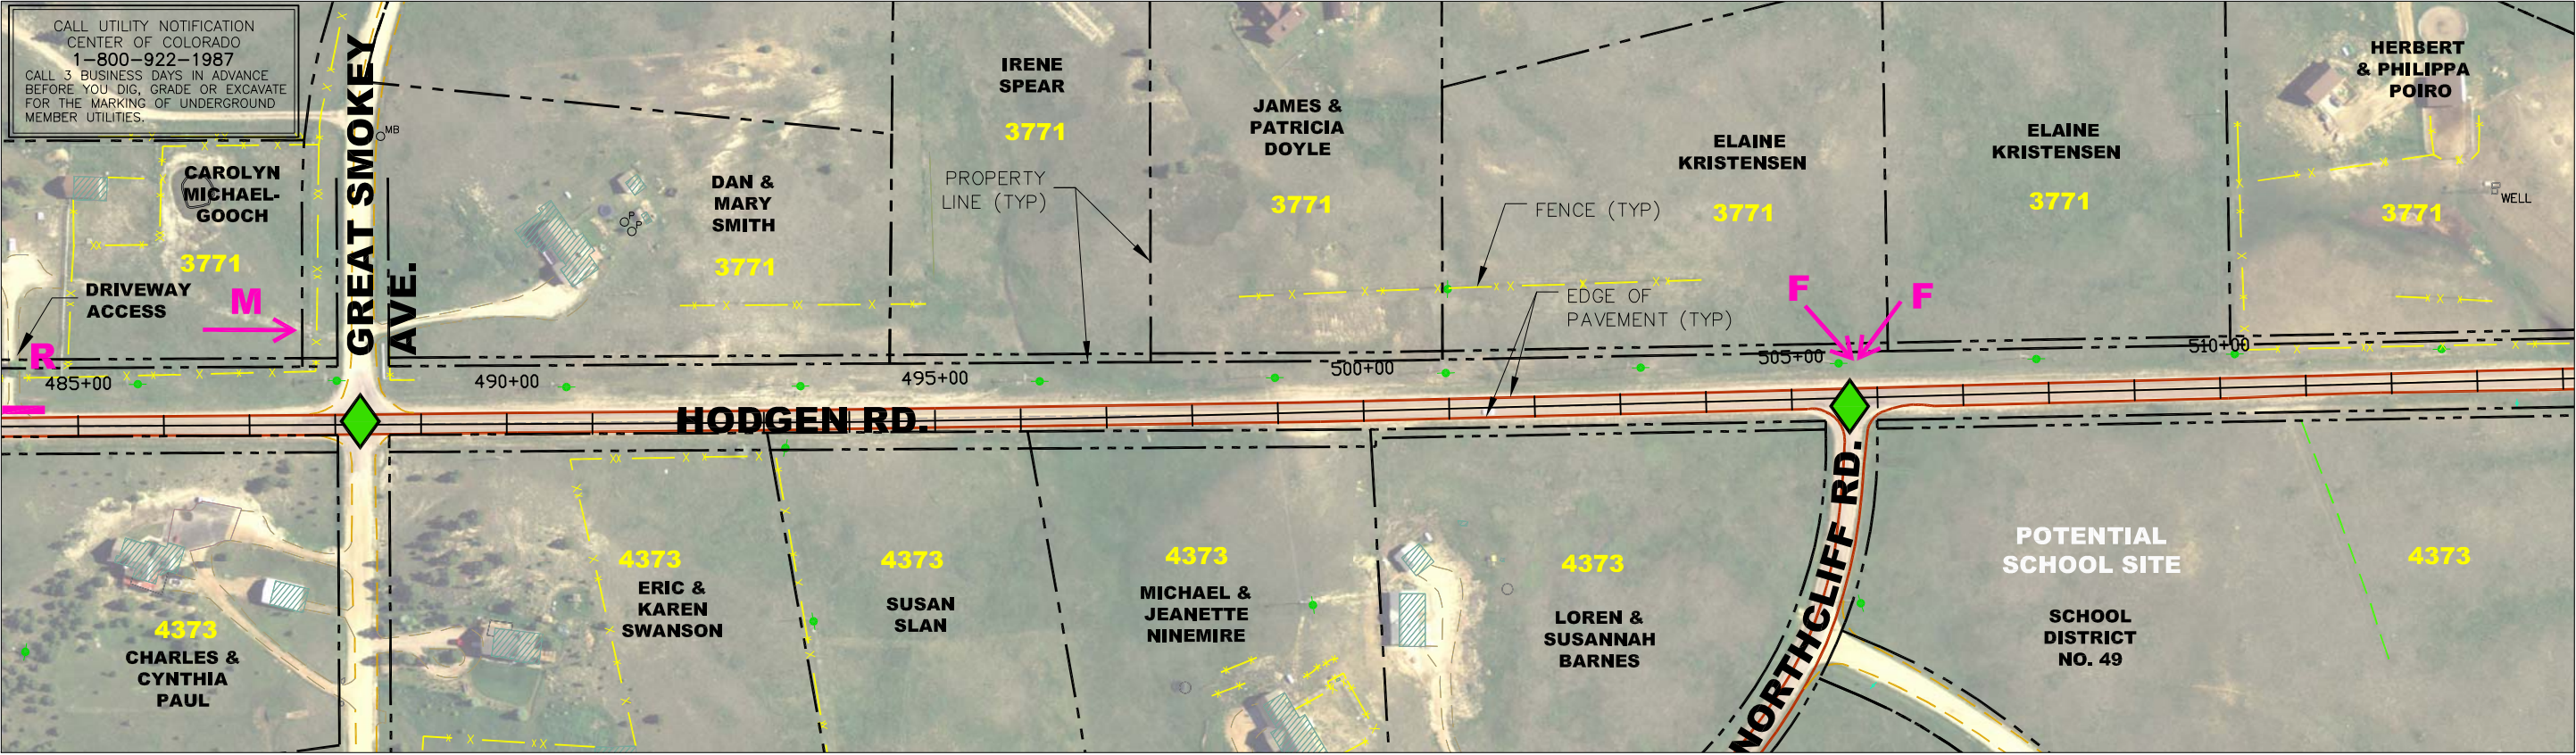 CALL UTILITY NOTIFICATION
CENTER OF COLORADO
1-800-922-1987
CALL 3 BUSINESS DAYS IN ADVANCE
BEFORE YOU DIG, GRADE OR EXCAVATE
FOR THE MARKING OF UNDERGROUND
MEMBER UTILITIES.
GREAT SMOKEY
AVE.
MB
CAROLYN
MICHAEL-
GOOCH
3771
DRIVEWAY
ACCESS
M
R
DAN &
MARY
SMITH
3771
P
P
IRENE
SPEAR
3771
PROPERTY
LINE (TYP)
JAMES &
PATRICIA
DOYLE
3771
FENCE (TYP)
EDGE OF
PAVEMENT (TYP)
ELAINE
KRISTENSEN
3771
F
F
ELAINE
KRISTENSEN
3771
HERBERT
& PHILIPPA
POIRO
3771
WELL
485+00
490+00
495+00
500+00
505+00
510+00
HODGEN RD.
4373
CHARLES &
CYNTHIA
PAUL
4373
ERIC &
KAREN
SWANSON
4373
SUSAN
SLAN
4373
MICHAEL &
JEANETTE
NINEMIRE
4373
LOREN &
SUSANNAH
BARNES
NORTHCLIFF RD.
POTENTIAL
SCHOOL SITE
SCHOOL
DISTRICT
NO. 49
4373